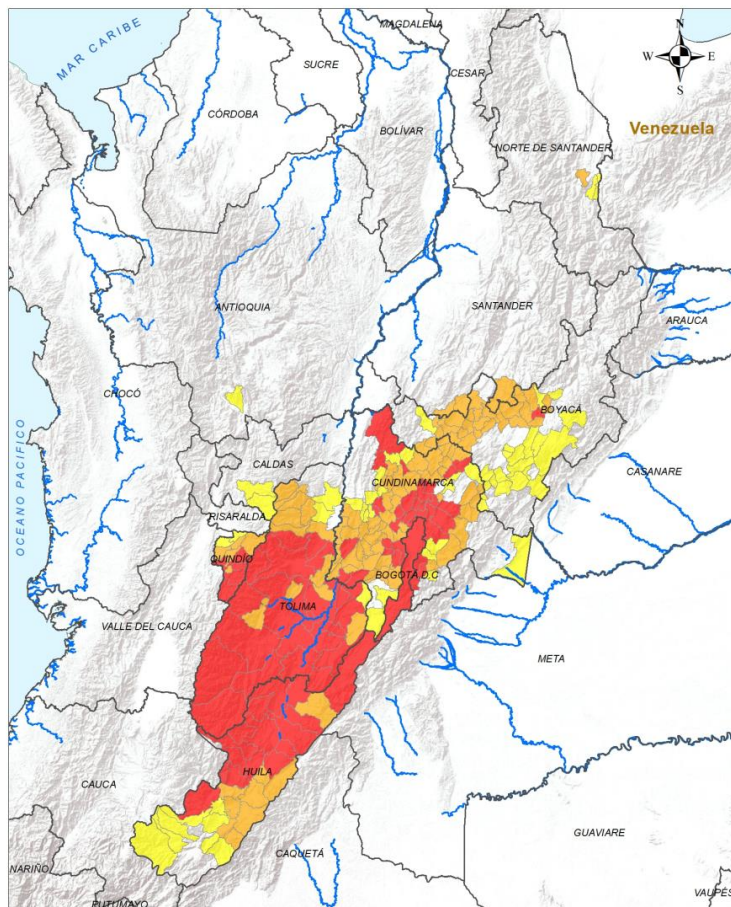 MAGDALENA
MAR CARIBE
N
SUCRE
CESAR
W
E
S
CÓRDOBA
BOLÍVAR
Venezuela
NORTE DE SANTANDER
ANTIOQUIA
SANTANDER
ARAUCA
CHOCÓ
BOYACÁ
OCEANO PACIFICO
CALDAS
CUNDINAMARCA
CASANARE
RISARALDA
QUINDÍO
BOGOTÁ D.C
TOLIMA
VALLE DEL CAUCA
META
HUILA
CAUCA
GUAVIARE
CAQUETÁ
NARIÑO
VAUPÉS
PUTUMAYO